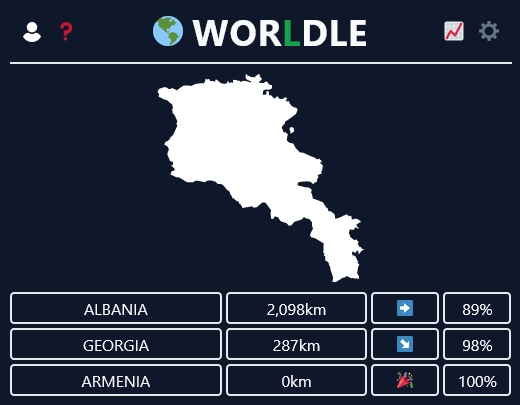 ? WORLDLE
ALBANIA 2,098km ➡ 89%
GEORGIA 287km ↘ 98%
ARMENIA 0km 🎉 100%